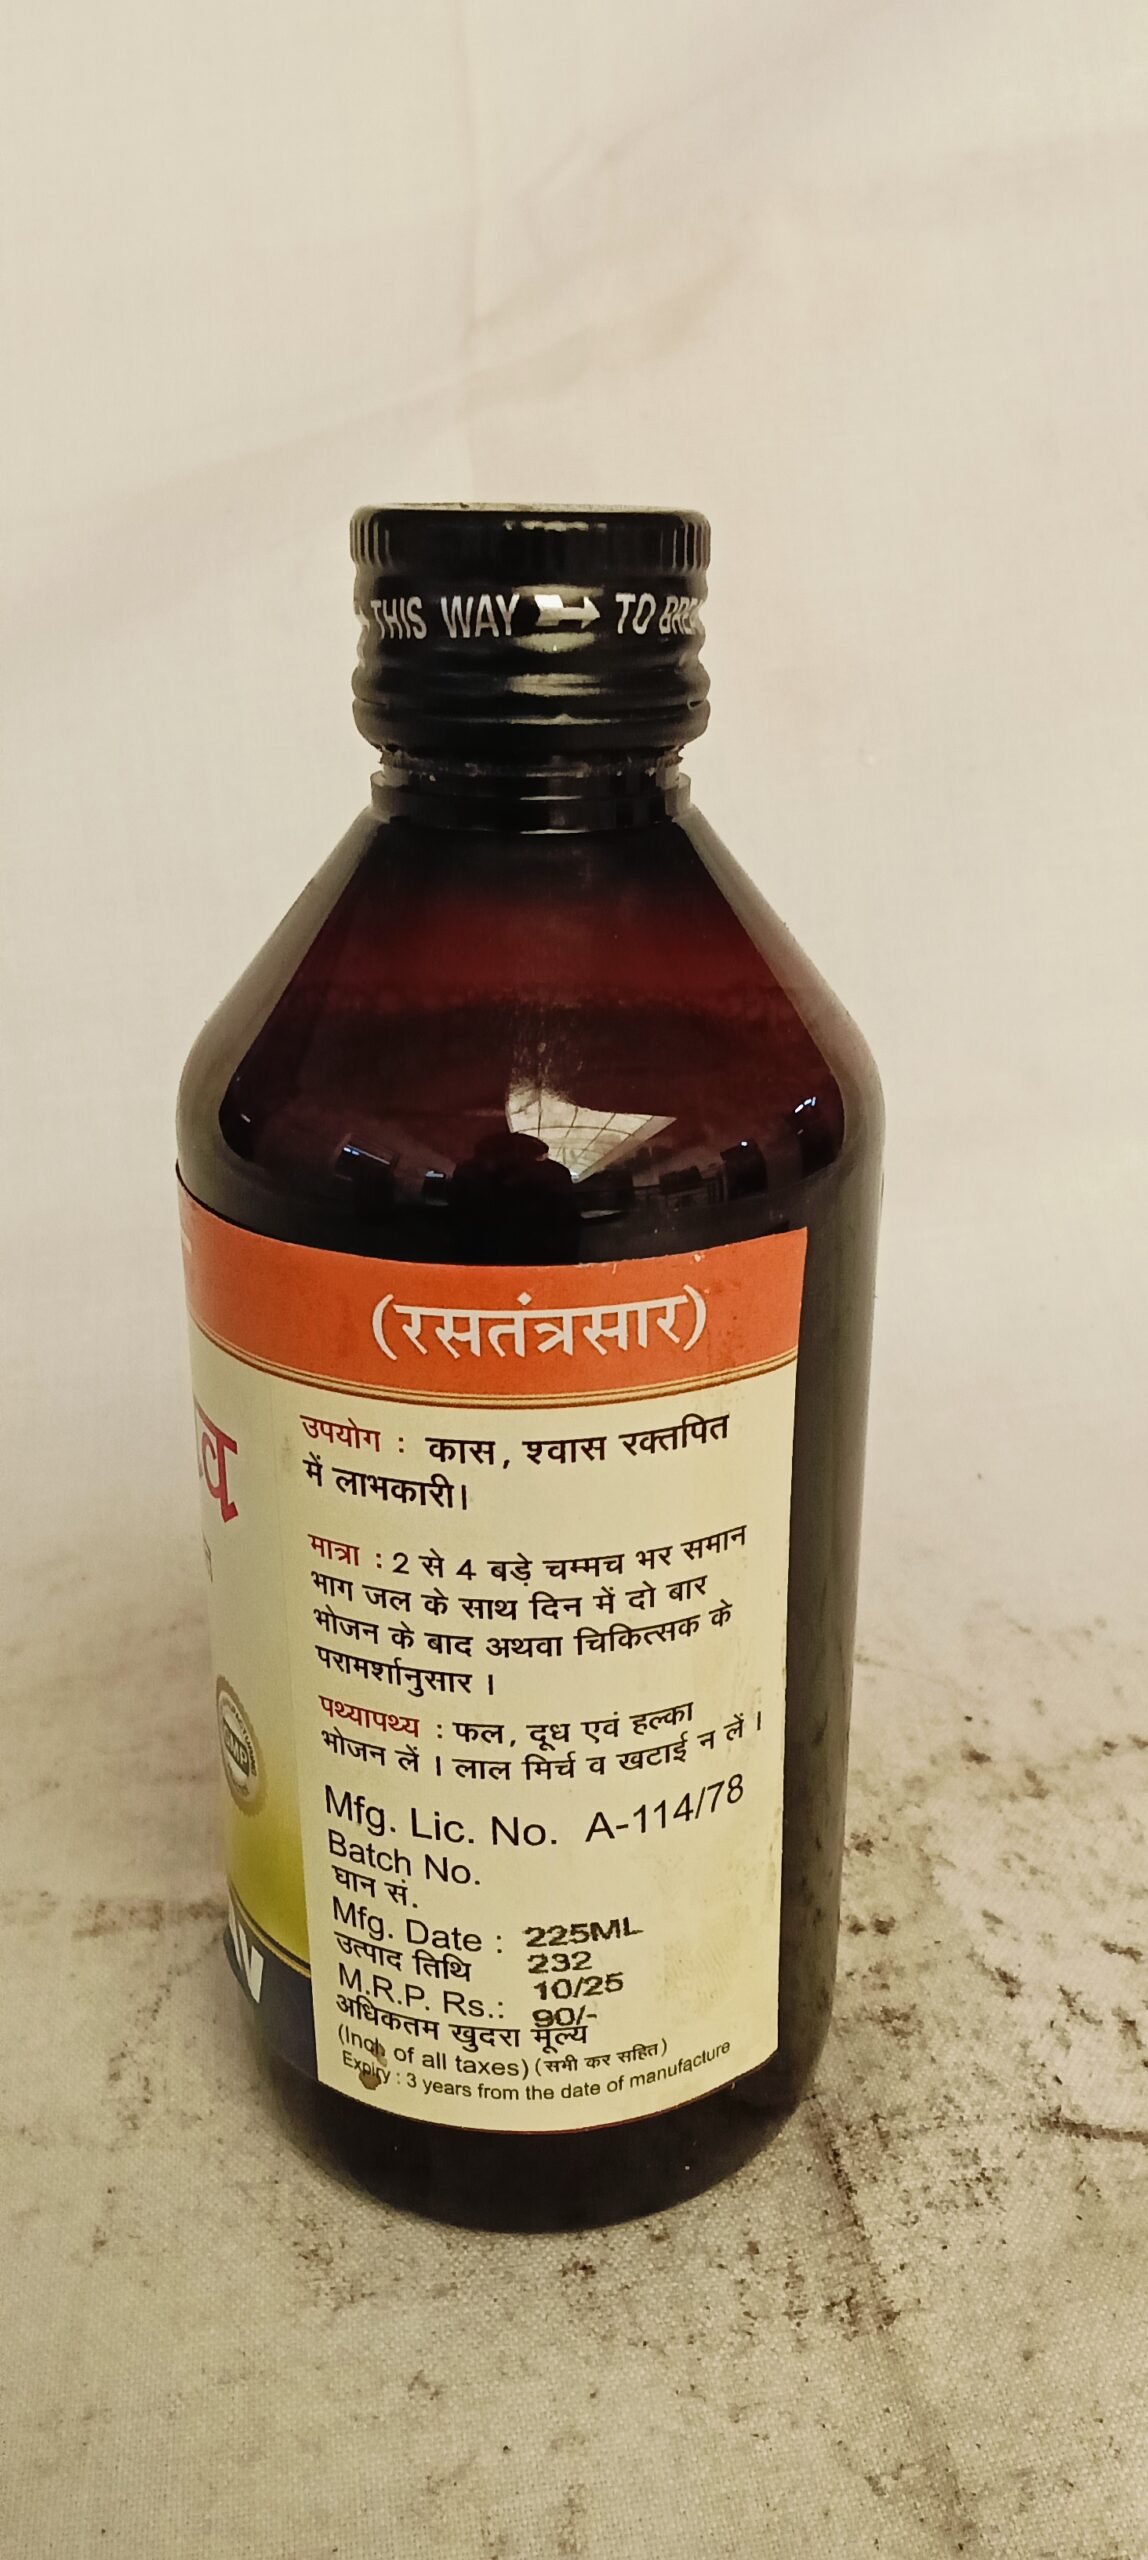 THIS WAY TO BREA
(रसतंत्रसार)
उपयोग : कास, श्वास रक्तपित
में लाभकारी।
मात्रा : 2 से 4 बड़े चम्मच भर समान
भाग जल के साथ दिन में दो बार
भोजन के बाद अथवा चिकित्सक के
परामर्शानुसार ।
पथ्यापथ्य : फल, दूध एवं हल्का
भोजन लें । लाल मिर्च व खटाई न लें ।
Mfg. Lic. No. A-114/78
Batch No.
घान सं.
Mfg. Date : 225ML
उत्पाद तिथि 232
M.R.P. Rs.: 10/25
90/-
अधिकतम खुदरा मूल्य
(Incl. of all taxes) (सभी कर सहित)
Expiry : 3 years from the date of manufacture